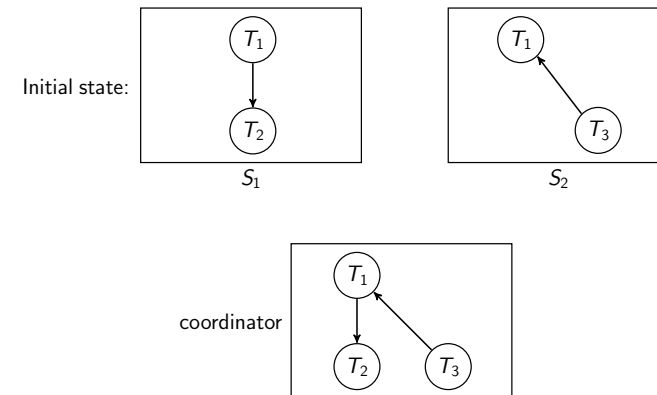 T1 T1
Initial state:
T2 T3
S1 S2
T1
coordinator
T2 T3